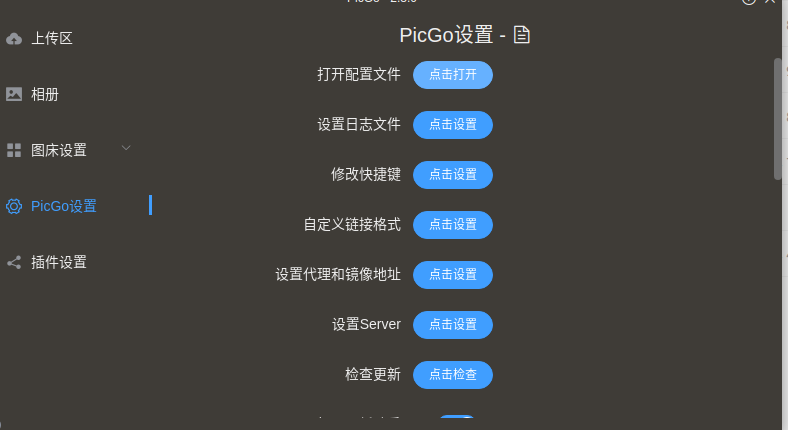 上传区
相册
图床设置
PicGo设置
插件设置
PicGo设置 -
打开配置文件 点击打开
设置日志文件 点击设置
修改快捷键 点击设置
自定义链接格式 点击设置
设置代理和镜像地址 点击设置
设置Server 点击设置
检查更新 点击检查